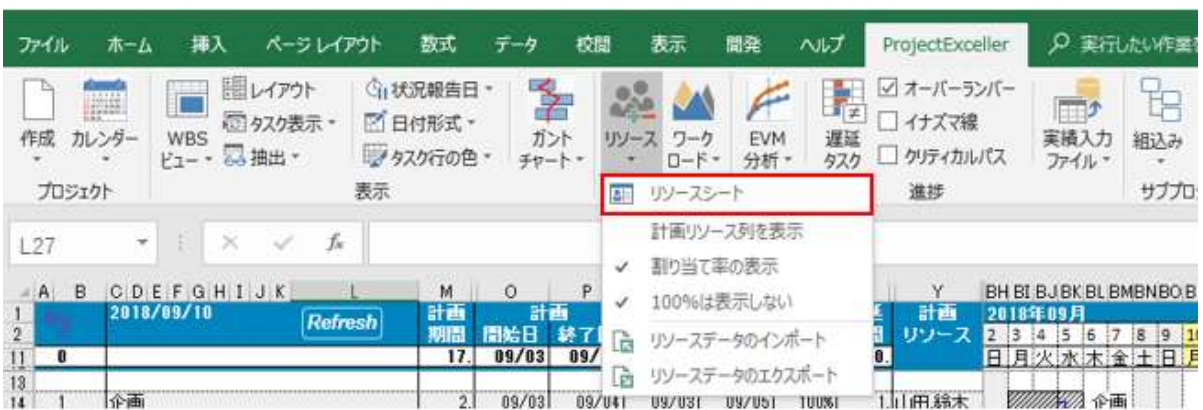 ファイル ホーム 挿入 ページ レイアウト 数式 データ 校閲 表示 開発 ヘルプ ProjectExceller 実行したい作業
作成 カレンダー WBS ビュー レイアウト タスク表示 抽出 状況報告日 日付形式 タスク行の色 ガント チャート リソース ワーク ロード EVM 分析 遅延 タスク オーバーランバー イナズマ線 クリティカルパス 実績入力 ファイル 組込み
プロジェクト 表示 進捗 サブプロ
リソースシート
計画リソース列を表示
割り当て率の表示
100%は表示しない
リソースデータのインポート
リソースデータのエクスポート
L27 fx
A B C D E F G H I J K L M O P Y BH BI BJ BK BL BM BN BO B
1 2018/09/10 Refresh 計画 計画 計画 2018年09月
2 期間 開始日 終了 リソース 2 3 4 5 6 7 8 9 10
11 0 17. 09/03 09/ 0. 日 月 火 水 木 金 土 日 月
13
14 1 企画 2. 09/03 09/04 09/03 09/05 100% 1. 山田,鈴木 企画